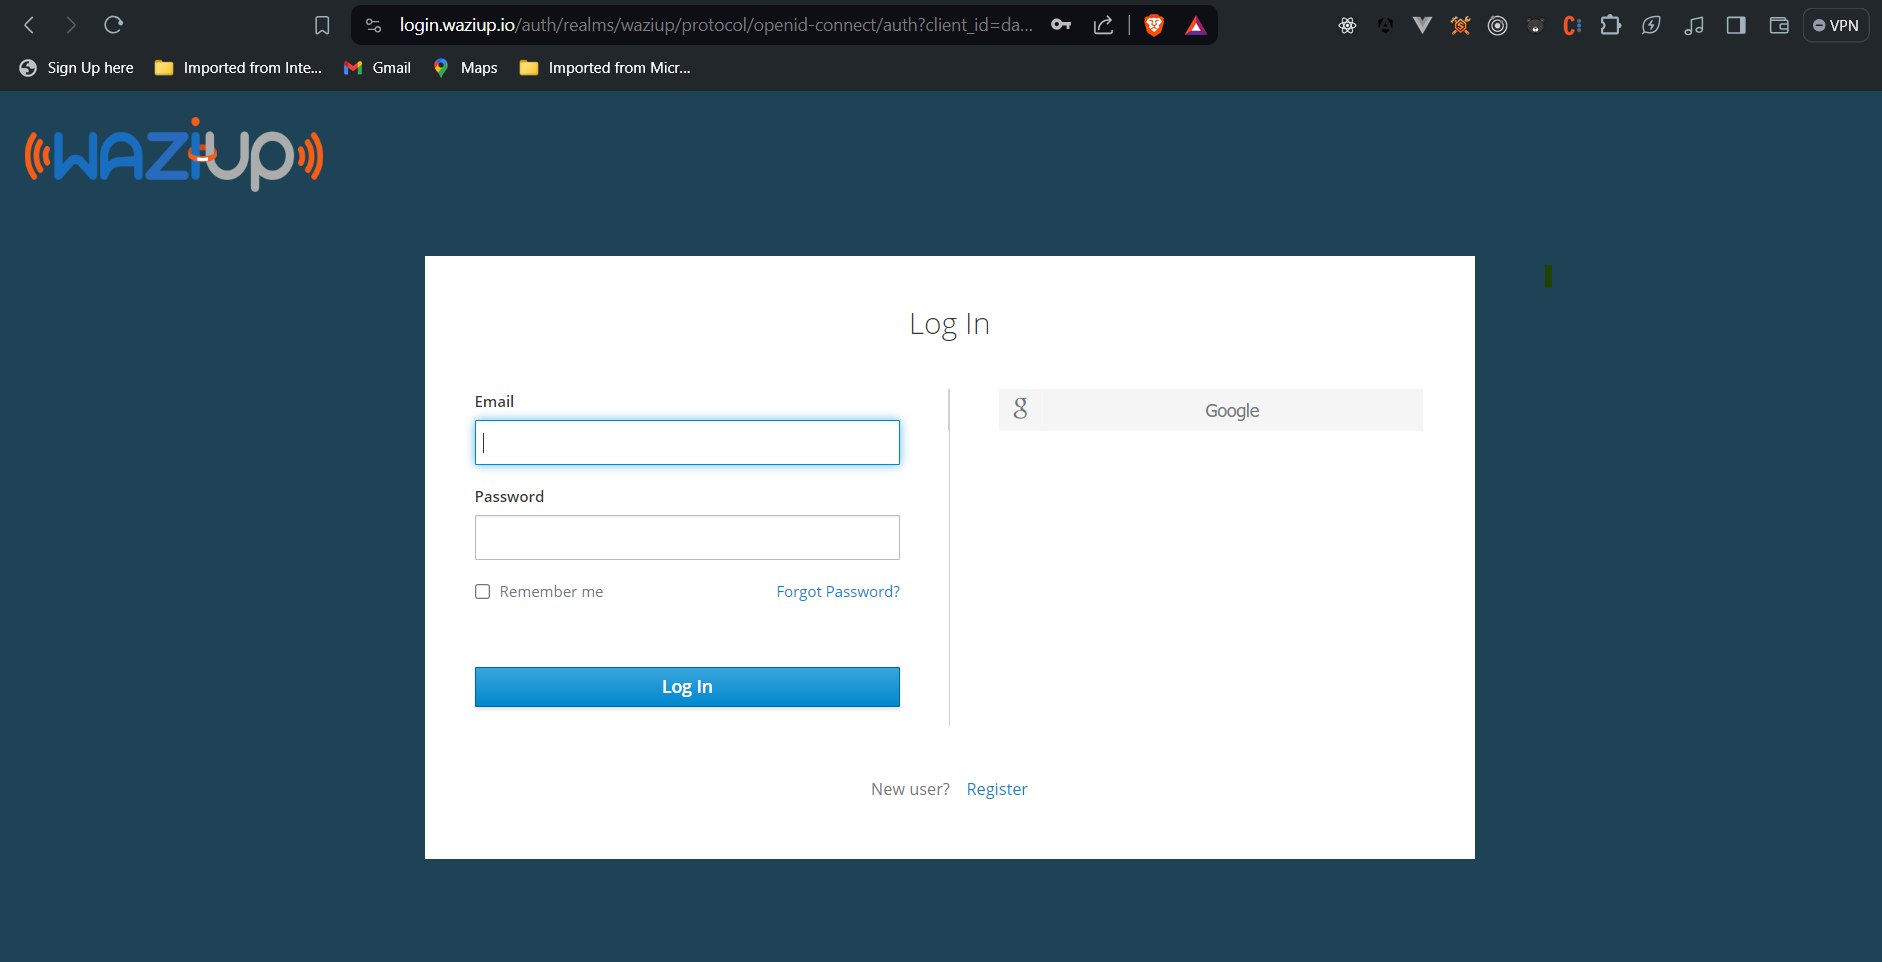 login.waziup.io/auth/realms/waziup/protocol/openid-connect/auth?client_id=da...
VPN
Sign Up here
Imported from Inte...
Gmail
Maps
Imported from Micr...
waziup
Log In
Email
g Google
Password
Remember me
Forgot Password?
Log In
New user? Register